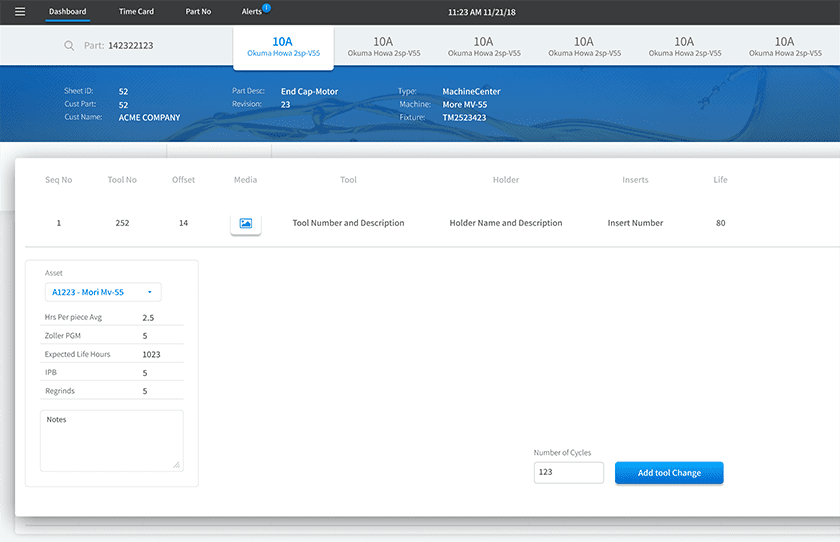 Dashboard Time Card Part No Alerts 1 11:23 AM 11/21/18
Part: 142322123
10A 10A 10A 10A 10A 10A
Okuma Howa 2sp-V55 Okuma Howa 2sp-V55 Okuma Howa 2sp-V55 Okuma Howa 2sp-V55 Okuma Howa 2sp-V55 Okuma Howa 2sp-V55
Sheet ID: 52 Part Desc: End Cap-Motor Type: MachineCenter
Cust Part: 52 Revision: 23 Machine: More MV-55
Cust Name: ACME COMPANY Fixture: TM2523423
Seq No Tool No Offset Media Tool Holder Inserts Life
1 252 14 Tool Number and Description Holder Name and Description Insert Number 80
Asset
A1223 - Mori Mv-S5
Hrs Per piece Avg 2.5
Zoller PGM 5
Expected Life Hours 1023
IPB 5
Regrinds 5
Notes
Number of Cycles
123 Add tool Change